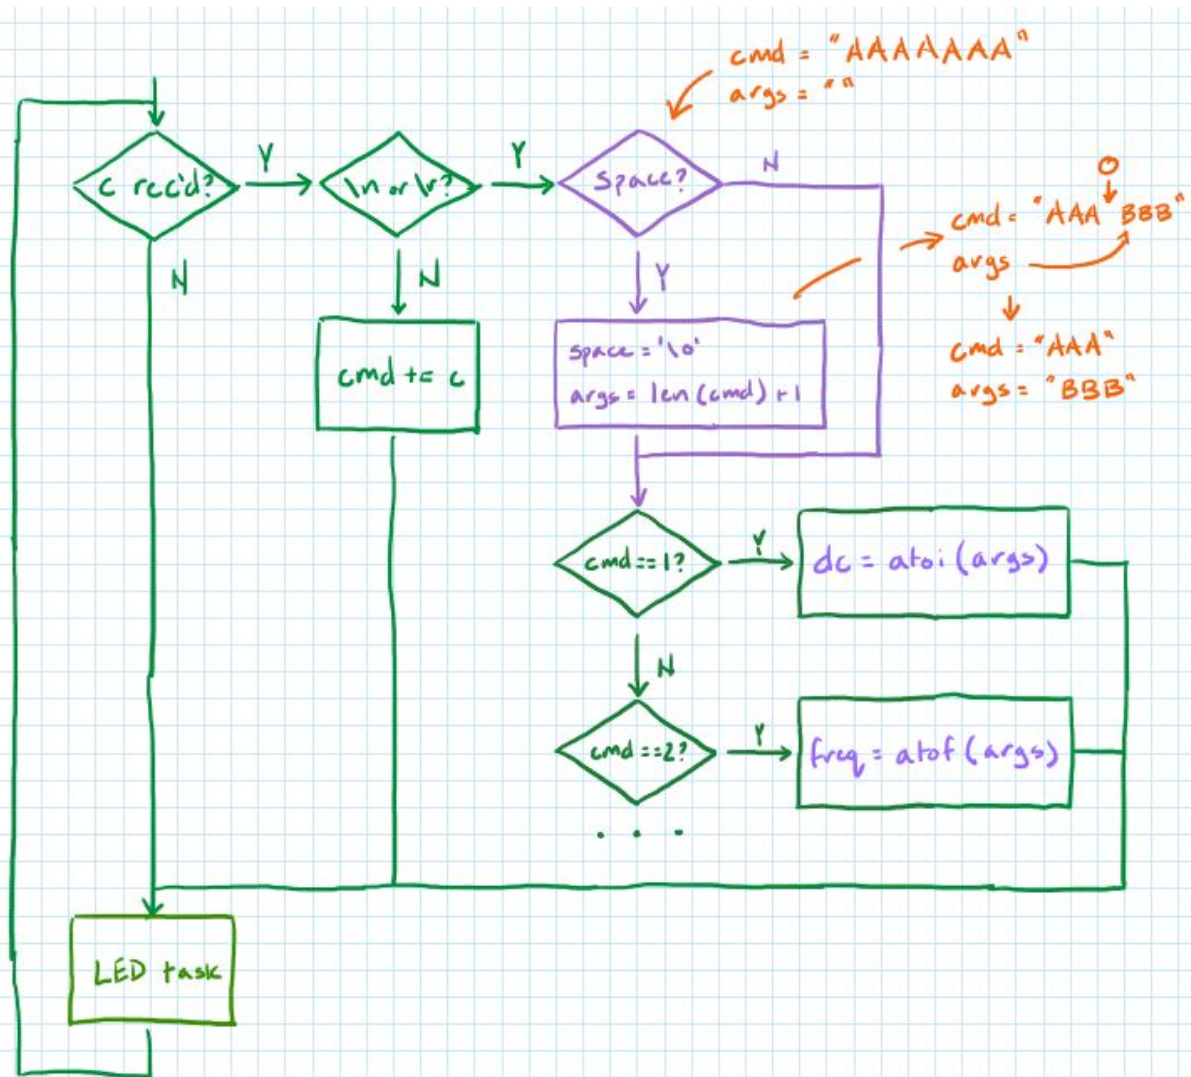 cmd = "AAAAAAA"
args = ""
c rec'd?
Y
\n or \r?
Y
space?
N
0
cmd = "AAA BBB"
args
N
N
Y
cmd += c
space = '\0'
args = len(cmd) + 1
cmd = "AAA"
args = "BBB"
cmd == 1?
Y
dc = atoi(args)
N
cmd == 2?
Y
freq = atof(args)
. . .
LED task